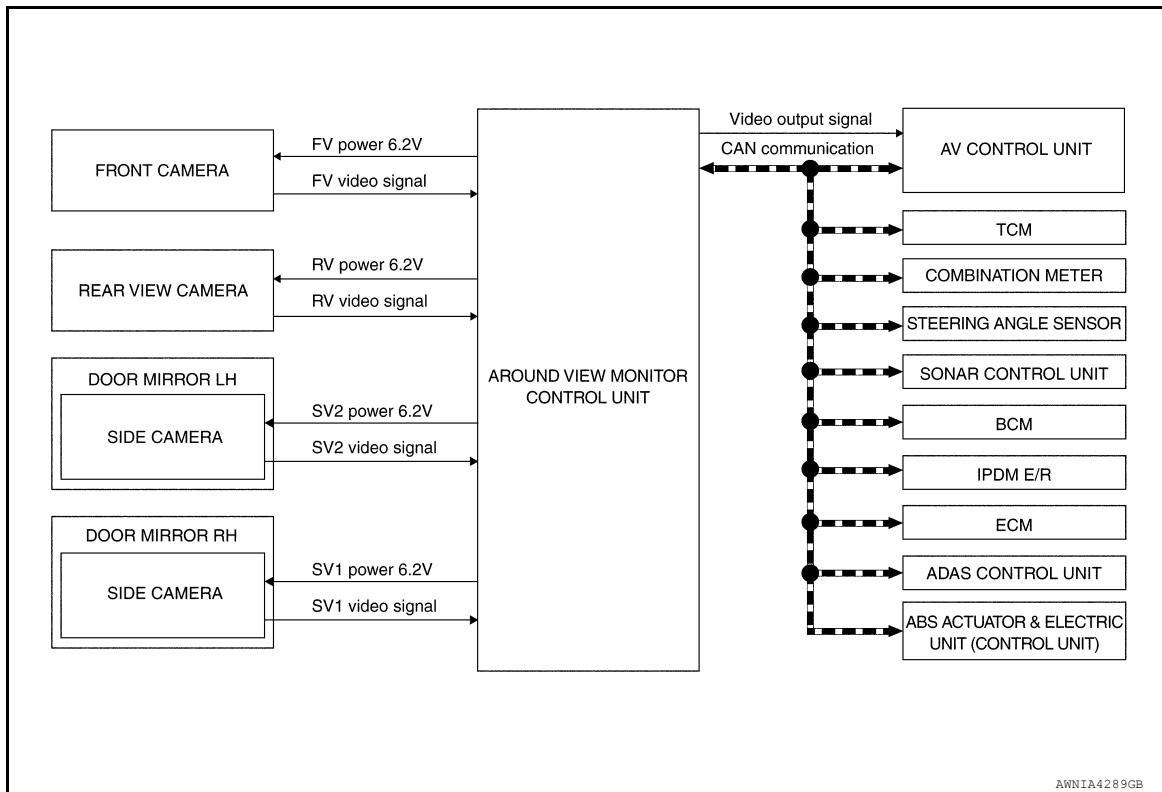 FRONT CAMERA
FV power 6.2V
FV video signal
REAR VIEW CAMERA
RV power 6.2V
RV video signal
DOOR MIRROR LH
SIDE CAMERA
SV2 power 6.2V
SV2 video signal
DOOR MIRROR RH
SIDE CAMERA
SV1 power 6.2V
SV1 video signal
AROUND VIEW MONITOR
CONTROL UNIT
Video output signal
CAN communication
AV CONTROL UNIT
TCM
COMBINATION METER
STEERING ANGLE SENSOR
SONAR CONTROL UNIT
BCM
IPDM E/R
ECM
ADAS CONTROL UNIT
ABS ACTUATOR & ELECTRIC
UNIT (CONTROL UNIT)
AWNIA4289GB